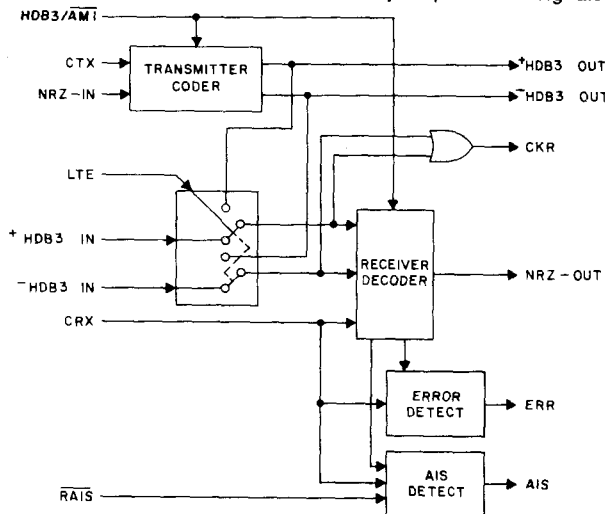 HDB3/AMI
CTX
NRZ-IN
TRANSMITTER
CODER
+HDB3 OUT
-HDB3 OUT
CKR
LTE
+HDB3 IN
-HDB3 IN
CRX
RECEIVER
DECODER
NRZ-OUT
ERROR
DETECT
ERR
AIS
DETECT
AIS
RAIS